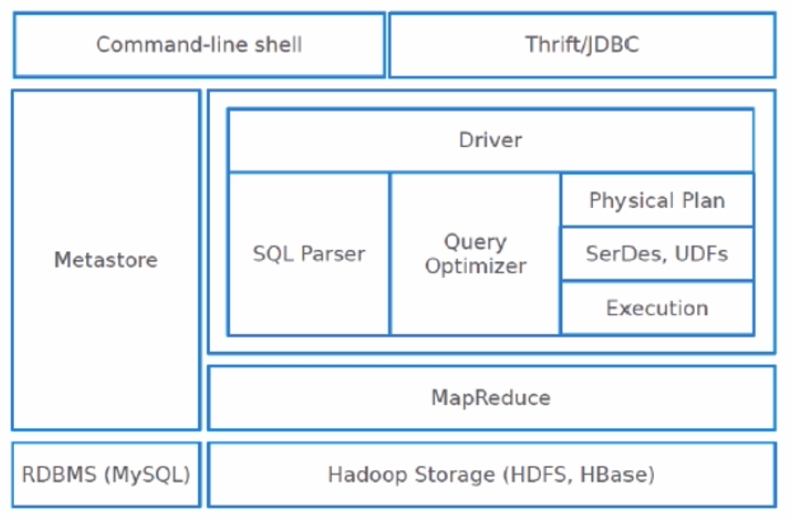 Command-line shell
Thrift/JDBC
Metastore
Driver
SQL Parser
Query
Optimizer
Physical Plan
SerDes, UDFs
Execution
MapReduce
RDBMS (MySQL)
Hadoop Storage (HDFS, HBase)